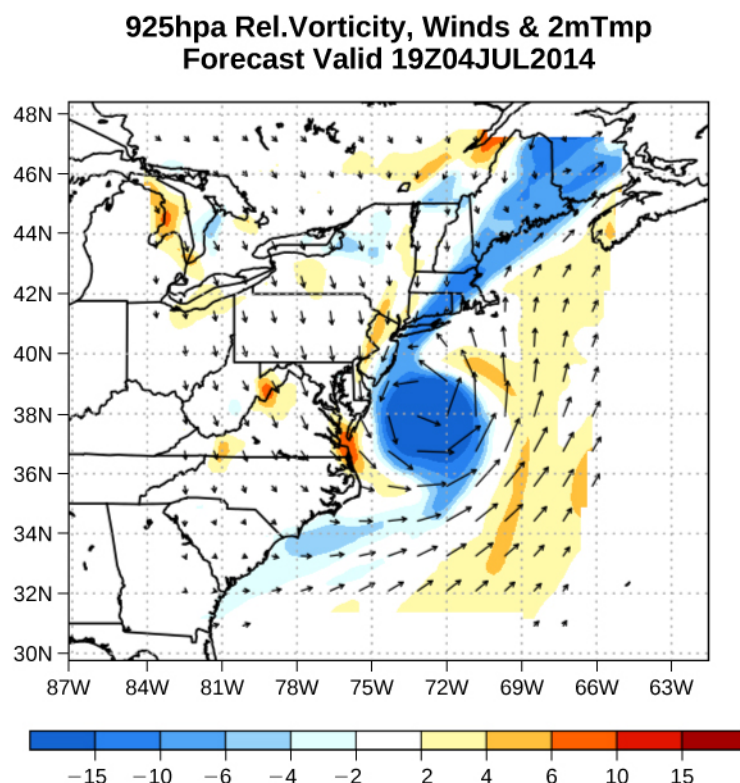 925hpa Rel.Vorticity, Winds & 2mTmp
Forecast Valid 19Z04JUL2014
48N
46N
44N
42N
40N
38N
36N
34N
32N
30N
87W 84W 81W 78W 75W 72W 69W 66W 63W
−15 −10 −6 −4 −2 2 4 6 10 15